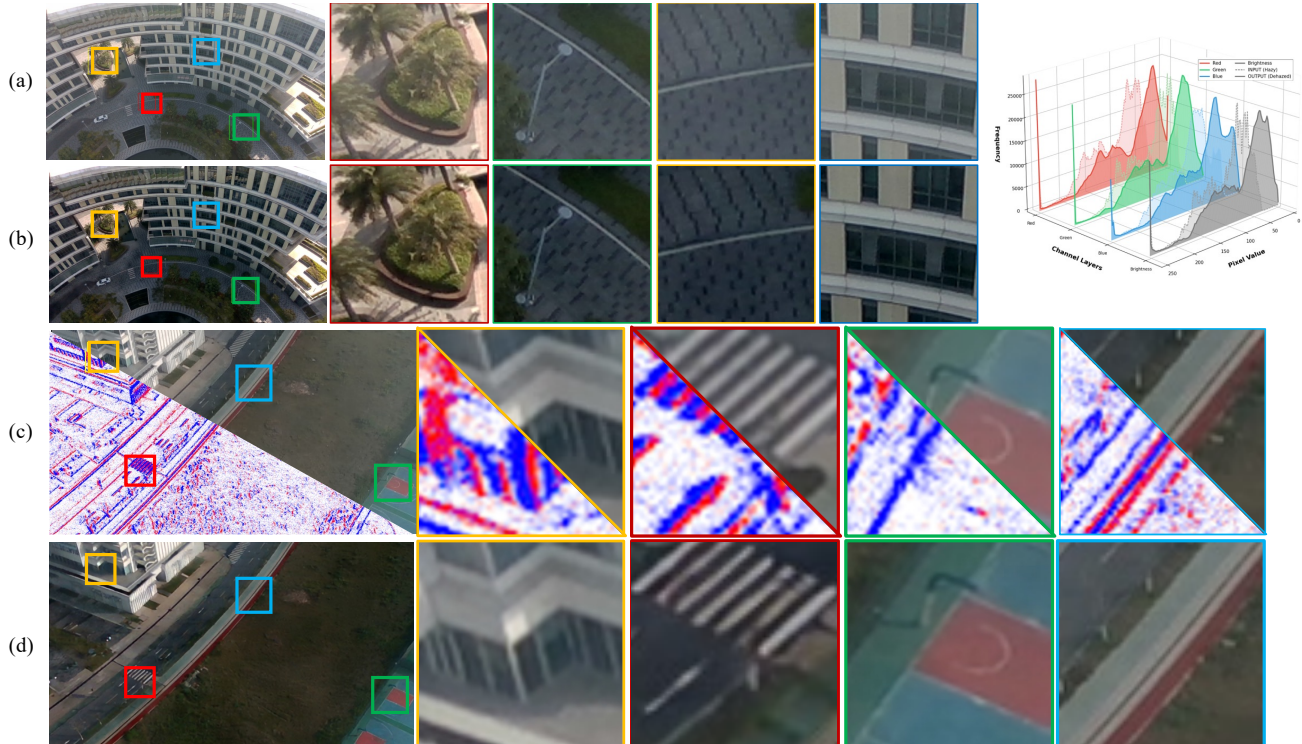 (a)
(b)
(c)
(d)
Red
Green
Blue
Brightness
INPUT (Hazy)
OUTPUT (Dehazed)
Frequency
25000
20000
15000
10000
5000
0
Red
Green
Blue
Brightness
Channel Layers
250
200
150
100
50
0
Pixel Value